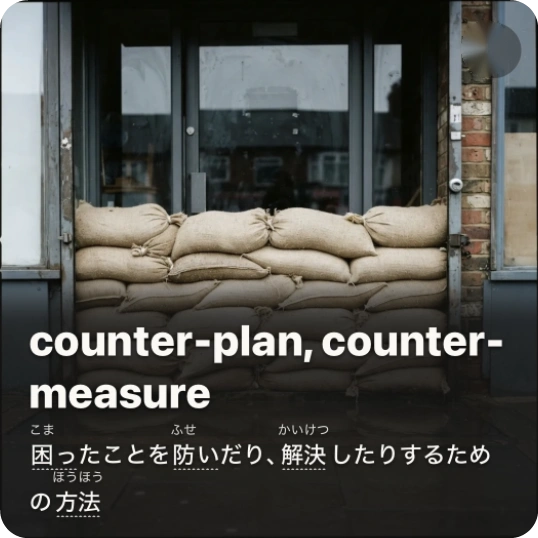 counter-plan, counter-
measure
こま ふせ かいけつ
困ったことを防いだり、解決したりするため
ほうほう
の方法